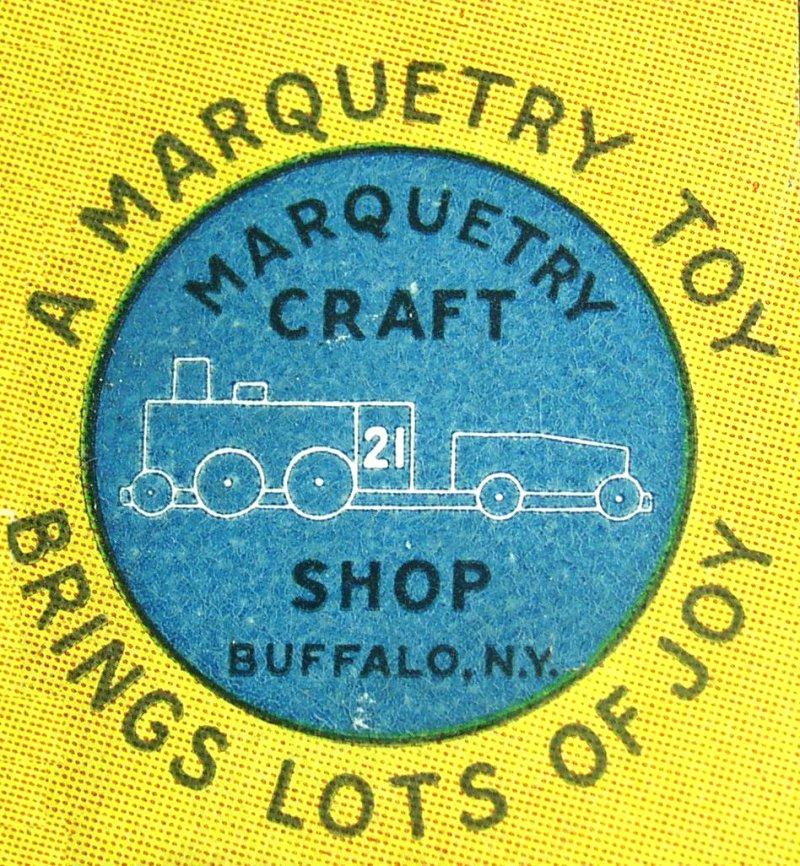 A MARQUETRY TOY
MARQUETRY
CRAFT
21
SHOP
BUFFALO, N.Y.
BRINGS LOTS OF JOY